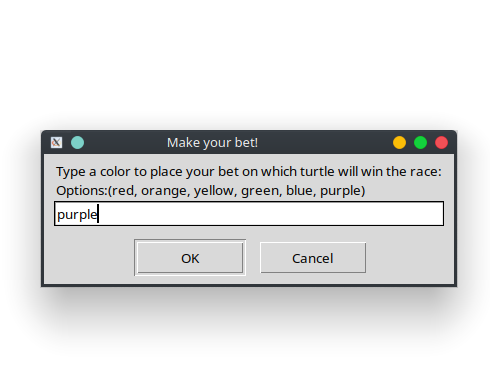 Make your bet!
Type a color to place your bet on which turtle will win the race:
Options:(red, orange, yellow, green, blue, purple)
purple
OK Cancel